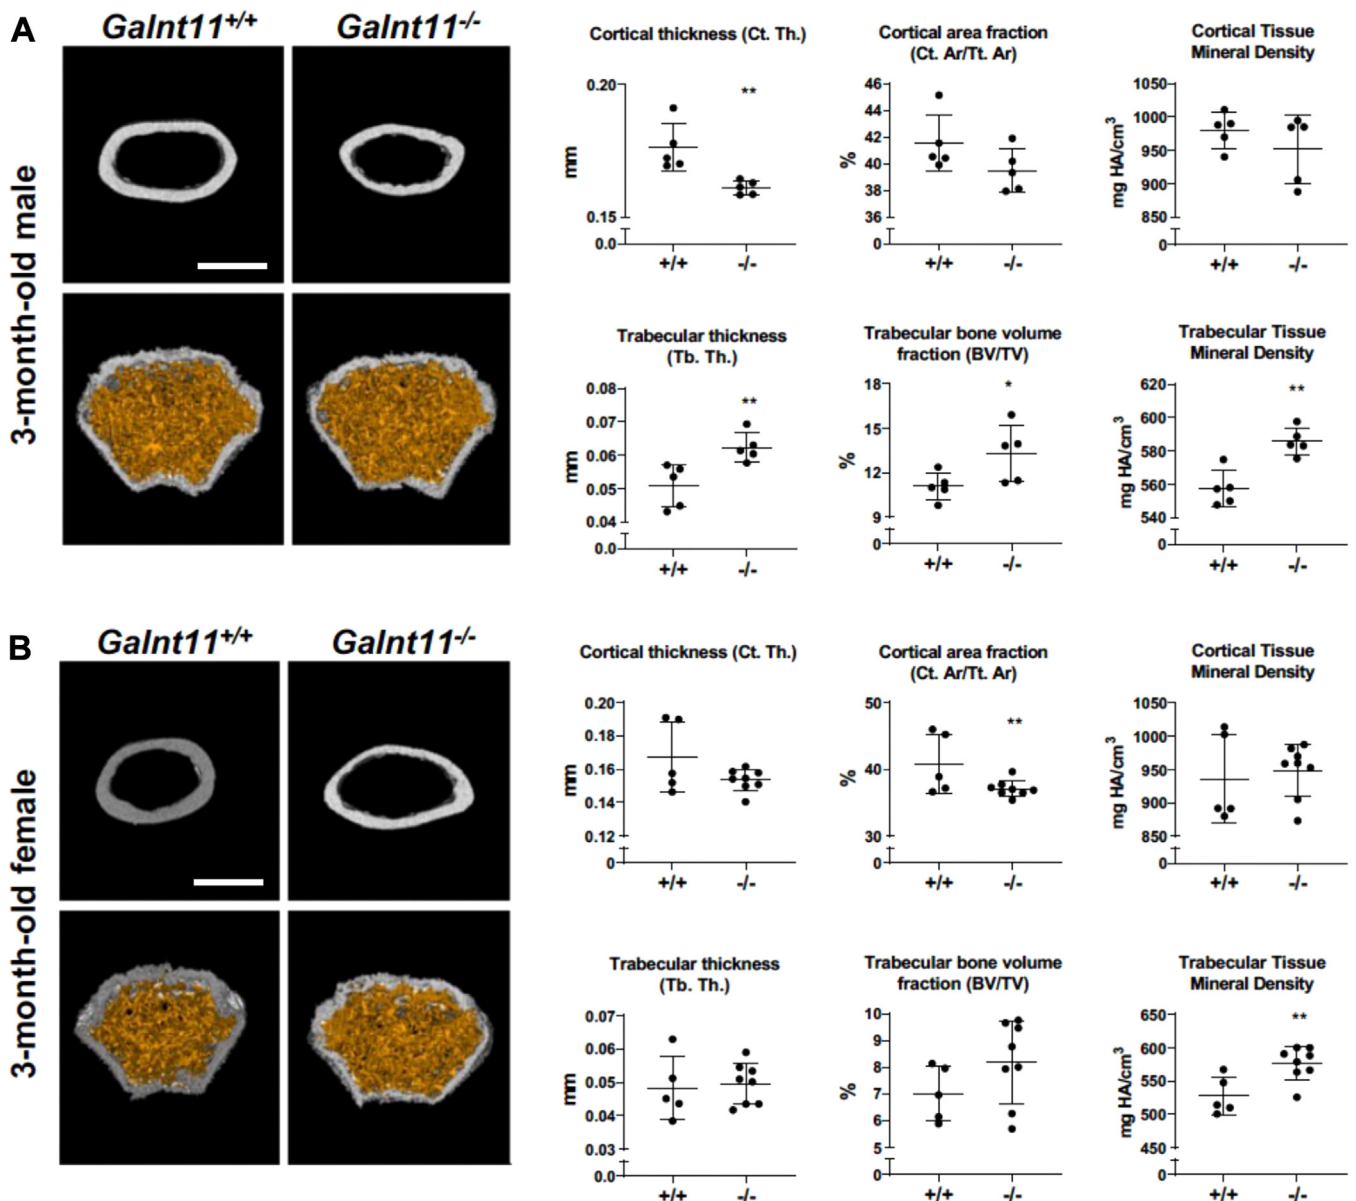 A
Galnt11+/+ Galnt11-/-
3-month-old male
Cortical thickness (Ct. Th.)
0.20
**
mm
0.15
0.0
+/+ -/-
Cortical area fraction
(Ct. Ar/Tt. Ar)
46
44
42
%
40
38
36
0
+/+ -/-
Cortical Tissue
Mineral Density
1050
1000
mg HA/cm3
950
900
850
0
+/+ -/-
Trabecular thickness
(Tb. Th.)
0.08
**
0.07
mm
0.06
0.05
0.04
0.0
+/+ -/-
Trabecular bone volume
fraction (BV/TV)
18
*
15
%
12
9
0
+/+ -/-
Trabecular Tissue
Mineral Density
620
**
600
mg HA/cm3
580
560
540
0
+/+ -/-
B
Galnt11+/+ Galnt11-/-
3-month-old female
Cortical thickness (Ct. Th.)
0.20
0.18
mm
0.16
0.14
0.12
0
+/+ -/-
Cortical area fraction
(Ct. Ar/Tt. Ar)
50
**
%
40
30
0
+/+ -/-
Cortical Tissue
Mineral Density
1050
1000
mg HA/cm3
950
900
850
0
+/+ -/-
Trabecular thickness
(Tb. Th.)
0.07
0.06
mm
0.05
0.04
0.03
0.0
+/+ -/-
Trabecular bone volume
fraction (BV/TV)
10
9
8
%
7
6
5
0
+/+ -/-
Trabecular Tissue
Mineral Density
650
**
600
mg HA/cm3
550
500
450
0
+/+ -/-